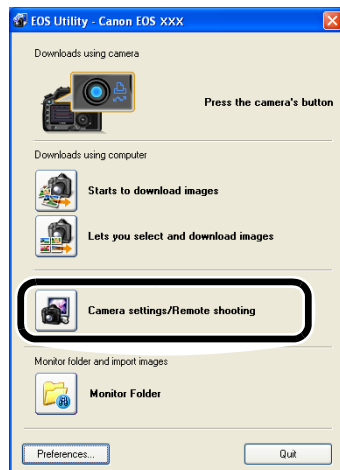 EOS Utility - Canon EOS XXX
Downloads using camera
Press the camera's button
Downloads using computer
Starts to download images
Lets you select and download images
Camera settings/Remote shooting
Monitor folder and import images
Monitor Folder
Preferences...
Quit